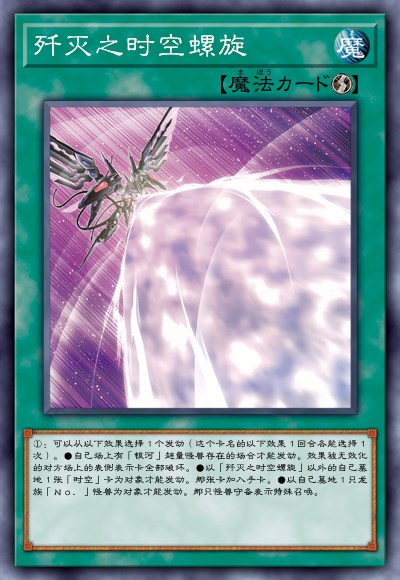 歼灭之时空螺旋
魔
【魔法カード】
まほう
①：可以从以下效果选择1个发动（这个卡名的以下效果1回合各能选择1
次）。●自己场上有「银河」超量怪兽存在的场合才能发动。效果被无效化
的对方场上的表侧表示卡全部破坏。●以「歼灭之时空螺旋」以外的自己墓
地1张「时空」卡为对象才能发动。那张卡加入手卡。●以自己墓地1只龙
族「No.」怪兽为对象才能发动。那只怪兽守备表示特殊召唤。